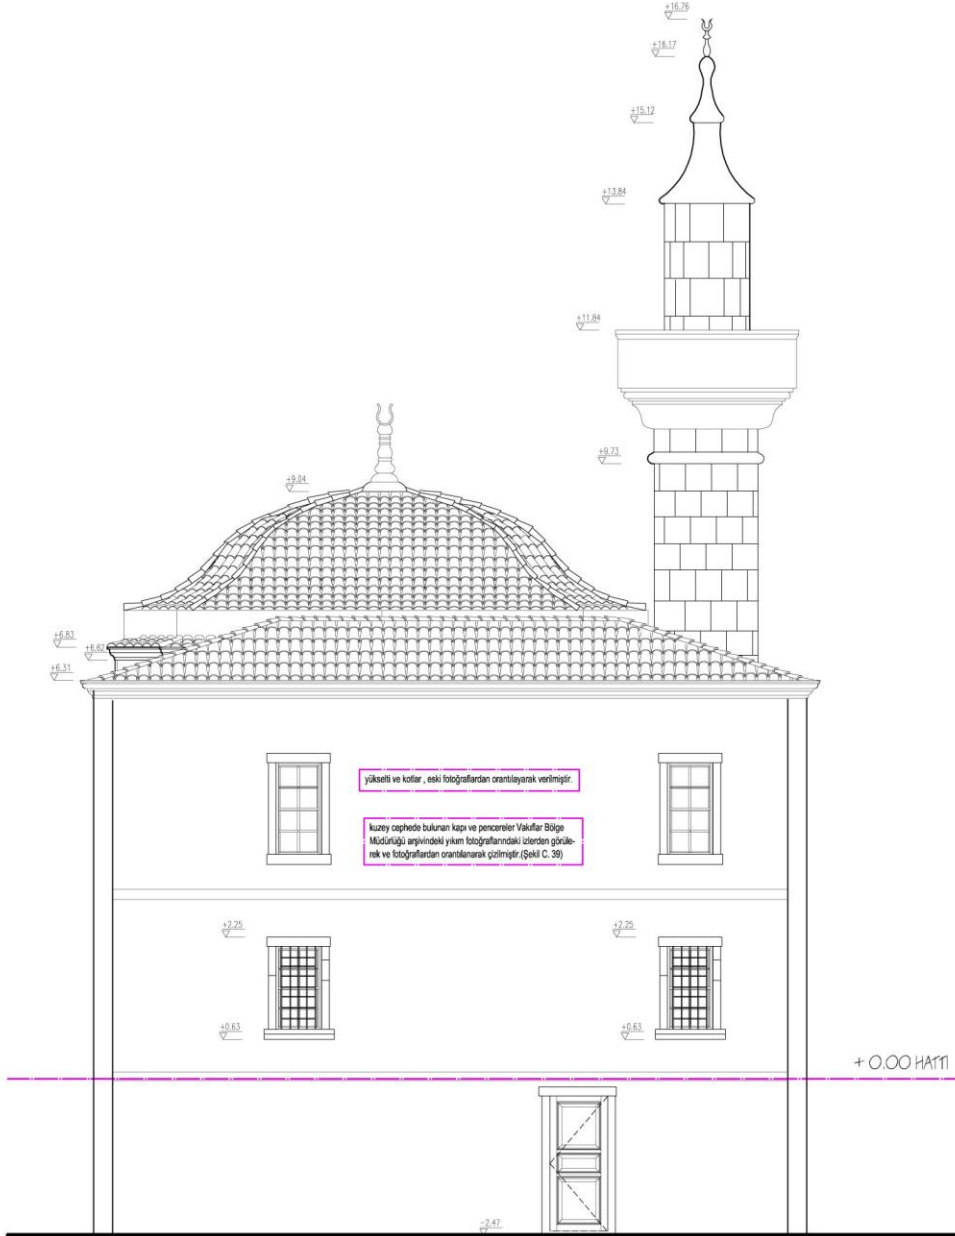 +16.76
+16.17
+15.12
+13.84
+11.84
+9.73
+9.04
+6.83
+6.62
+6.31
yükselti ve kotlar , eski fotoğraflardan orantılayarak verilmiştir.
kuzey cephede bulunan kapı ve pencereler Vakıflar Bölge
Müdürlüğü arşivindeki yıkım fotoğraflarındaki izlerden görüle-
rek ve fotoğraflardan orantılanarak çizilmiştir.(Şekil C. 39)
+2.25 +2.25
+0.63 +0.63
+ 0.00 HATTI
-2.47